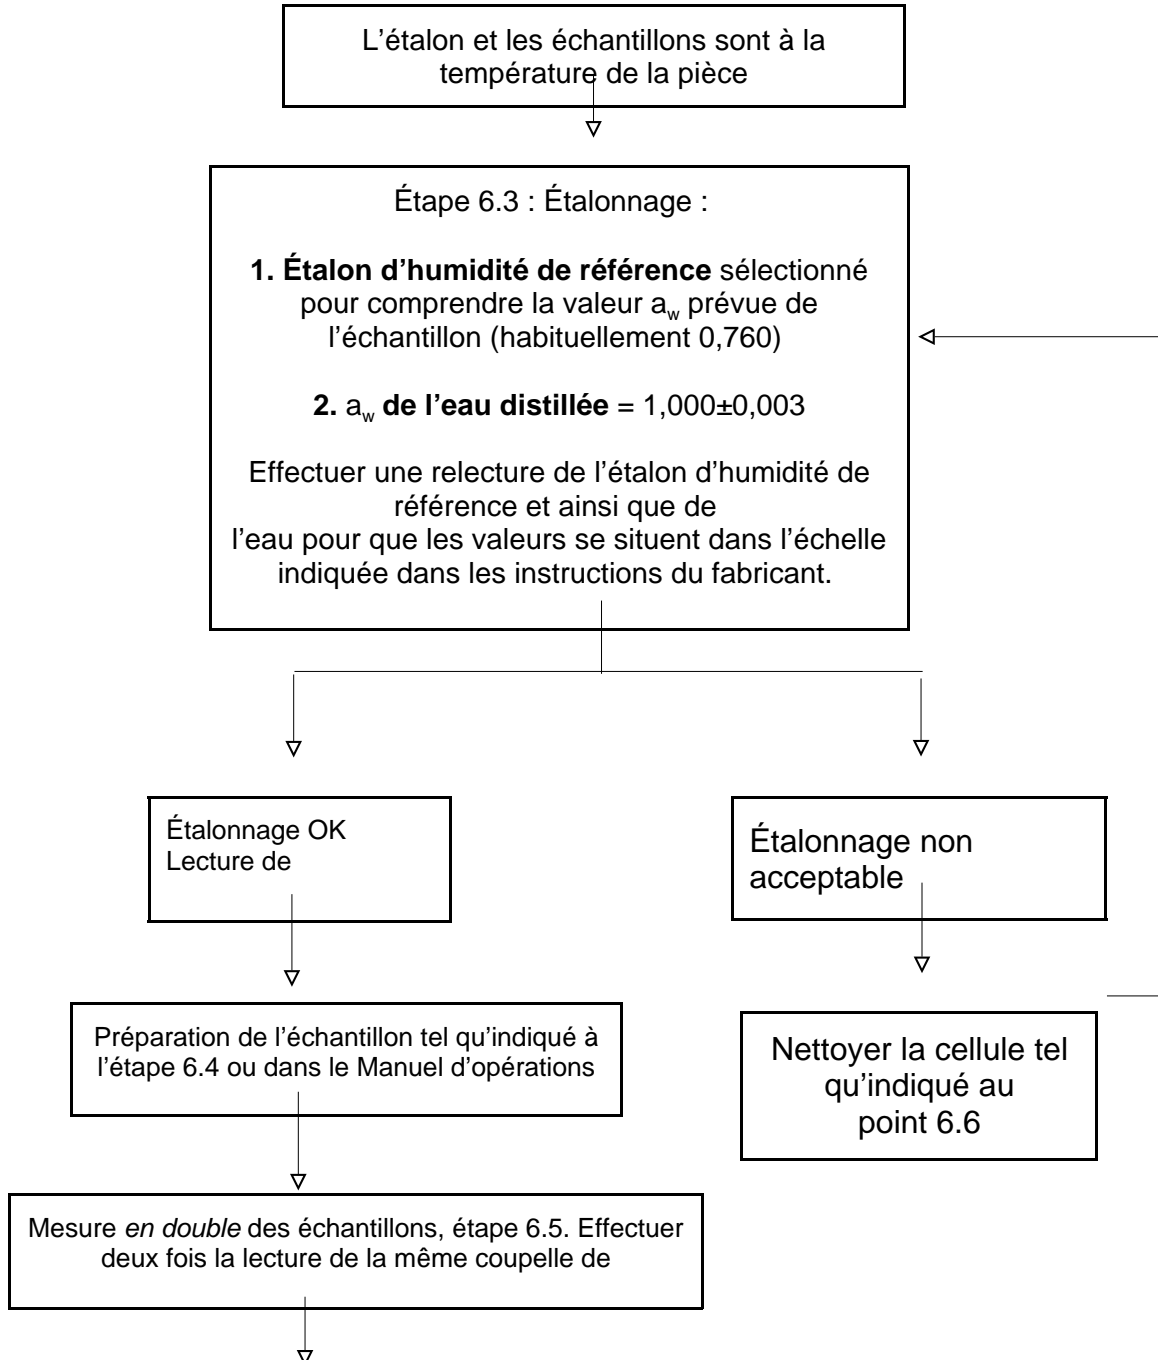 L'étalon et les échantillons sont à la
température de la pièce
Étape 6.3 : Étalonnage :
1. Étalon d'humidité de référence sélectionné
pour comprendre la valeur aw prévue de
l'échantillon (habituellement 0,760)
2. aw de l'eau distillée = 1,000±0,003
Effectuer une relecture de l'étalon d'humidité de
référence et ainsi que de
l'eau pour que les valeurs se situent dans l'échelle
indiquée dans les instructions du fabricant.
Étalonnage OK
Lecture de
Étalonnage non
acceptable
Préparation de l'échantillon tel qu'indiqué à
l'étape 6.4 ou dans le Manuel d'opérations
Nettoyer la cellule tel
qu'indiqué au
point 6.6
Mesure en double des échantillons, étape 6.5. Effectuer
deux fois la lecture de la même coupelle de